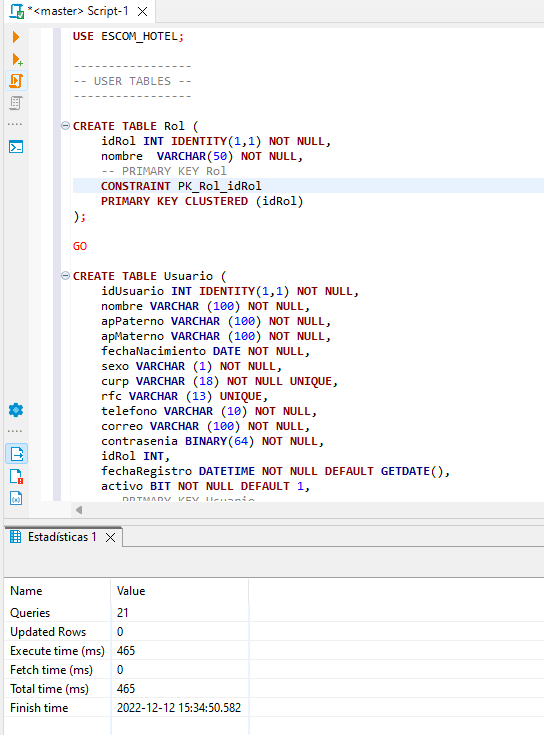 *<master> Script-1
USE ESCOM_HOTEL;
-----------------
-- USER TABLES --
-----------------
CREATE TABLE Rol (
idRol INT IDENTITY(1,1) NOT NULL,
nombre  VARCHAR(50) NOT NULL,
-- PRIMARY KEY Rol
CONSTRAINT PK_Rol_idRol
PRIMARY KEY CLUSTERED (idRol)
);
GO
CREATE TABLE Usuario (
idUsuario INT IDENTITY(1,1) NOT NULL,
nombre VARCHAR (100) NOT NULL,
apPaterno VARCHAR (100) NOT NULL,
apMaterno VARCHAR (100) NOT NULL,
fechaNacimiento DATE NOT NULL,
sexo VARCHAR (1) NOT NULL,
curp VARCHAR (18) NOT NULL UNIQUE,
rfc VARCHAR (13) UNIQUE,
telefono VARCHAR (10) NOT NULL,
correo VARCHAR (100) NOT NULL,
contrasenia BINARY(64) NOT NULL,
idRol INT,
fechaRegistro DATETIME NOT NULL DEFAULT GETDATE(),
activo BIT NOT NULL DEFAULT 1,
-- PRIMARY KEY Usuario
Estadísticas 1
Name Value
Queries 21
Updated Rows 0
Execute time (ms) 465
Fetch time (ms) 0
Total time (ms) 465
Finish time 2022-12-12 15:34:50.582